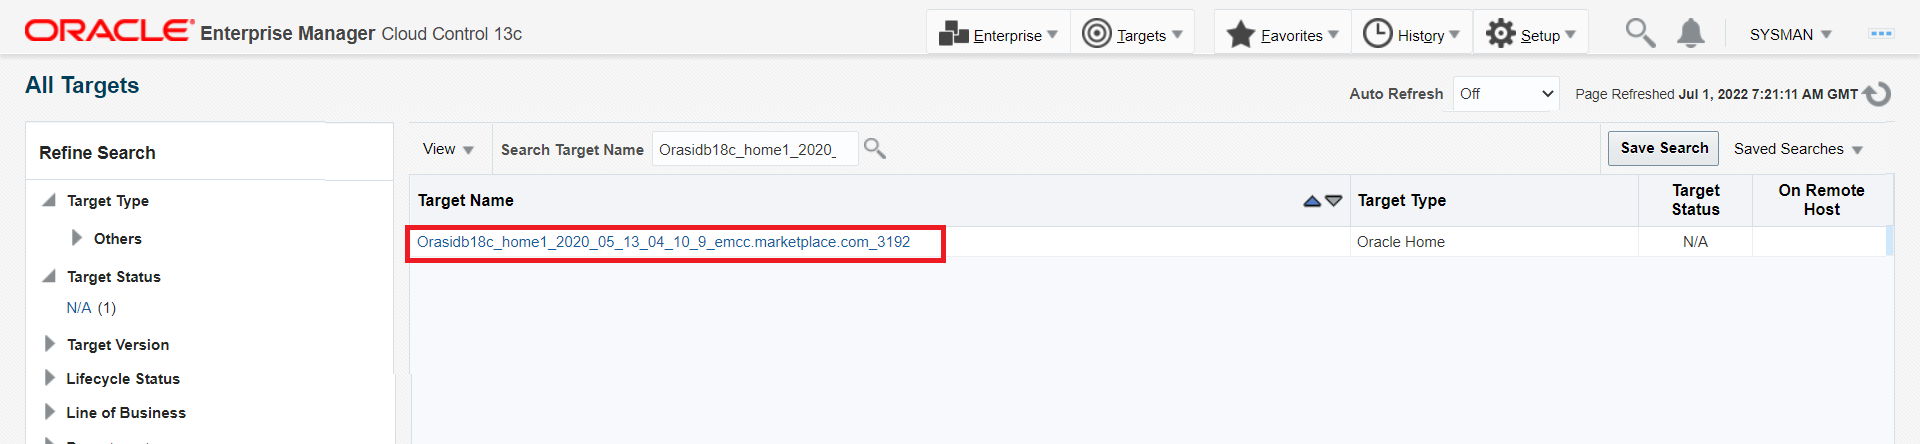 ORACLE Enterprise Manager Cloud Control 13c
Enterprise
Targets
Favorites
History
Setup
SYSMAN
All Targets
Auto Refresh
Off
Page Refreshed Jul 1, 2022 7:21:11 AM GMT
Refine Search
Target Type
Others
Target Status
N/A (1)
Target Version
Lifecycle Status
Line of Business
View
Search Target Name
Orasidb18c_home1_2020_
Save Search
Saved Searches
Target Name
Target Type
Target
Status
On Remote
Host
Orasidb18c_home1_2020_05_13_04_10_9_emcc.marketplace.com_3192
Oracle Home
N/A